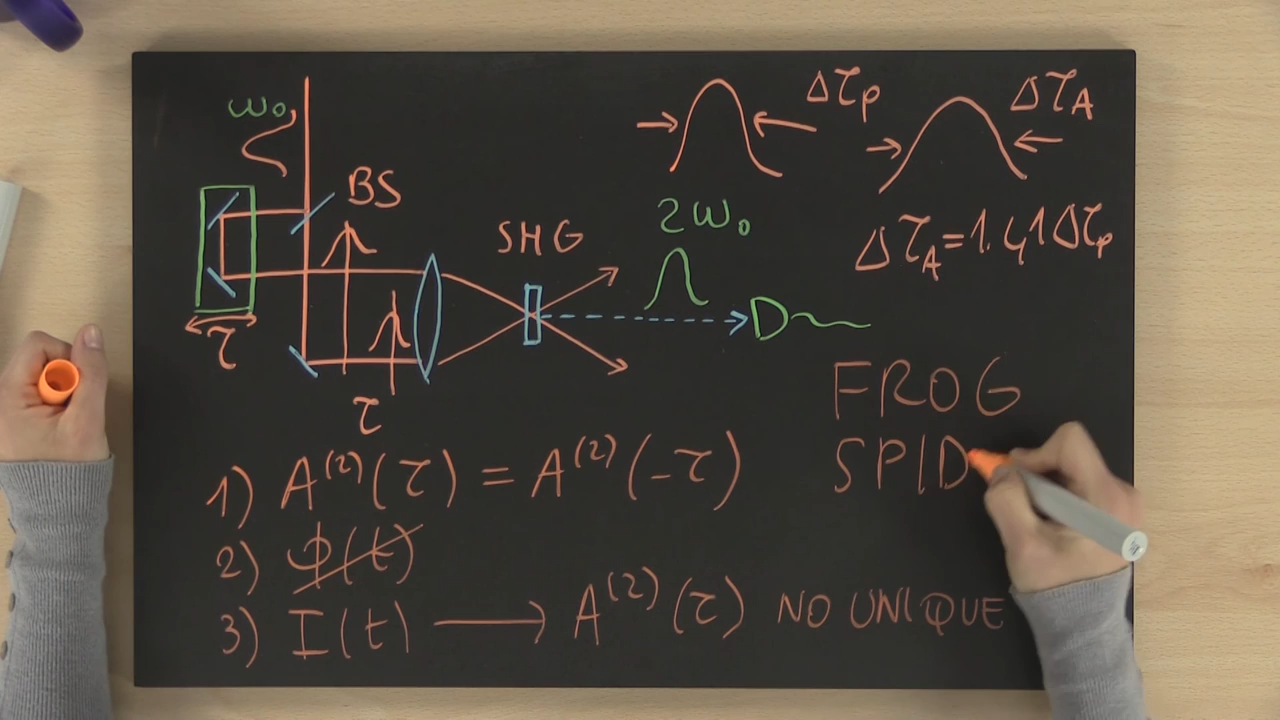 ω₀
BS
τ
τ
SHG
2ω₀
D
Δτp
ΔτA
ΔτA=1.41Δτp
FROG
SPID
1) A⁽²⁾(τ) = A⁽²⁾(-τ)
2) ϕ(t)
3) I(t) ⟶ A⁽²⁾(τ) NO UNIQUE